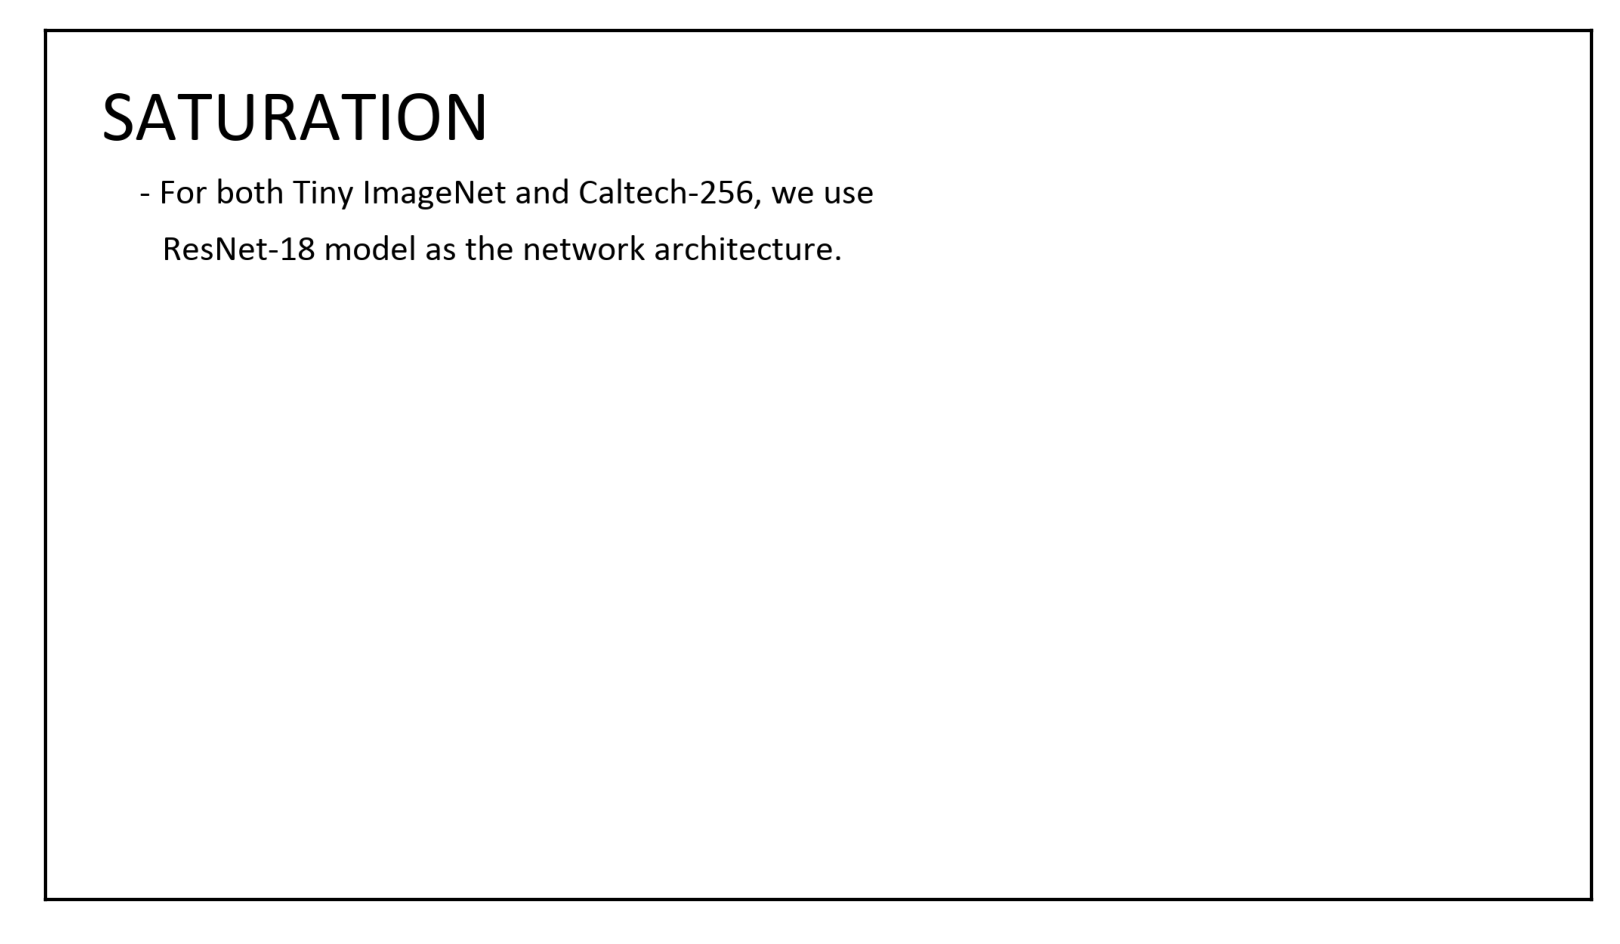 SATURATION
- For both Tiny ImageNet and Caltech-256, we use
ResNet-18 model as the network architecture.